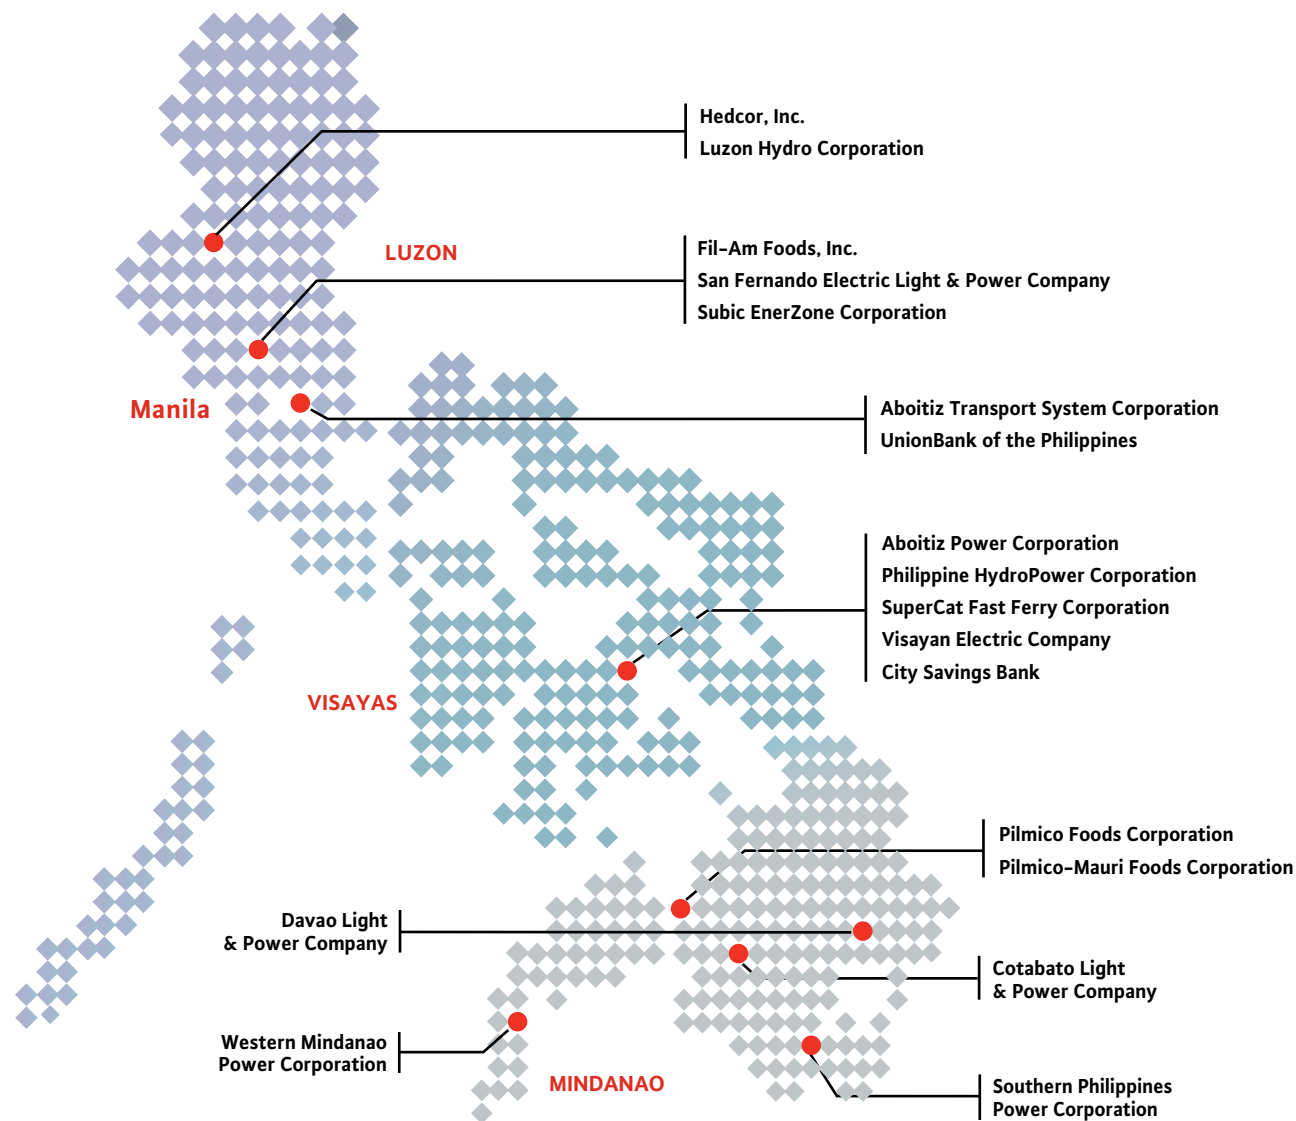 Hedcor, Inc.
Luzon Hydro Corporation
LUZON
Fil-Am Foods, Inc.
San Fernando Electric Light & Power Company
Subic EnerZone Corporation
Manila
Aboitiz Transport System Corporation
UnionBank of the Philippines
Aboitiz Power Corporation
Philippine HydroPower Corporation
SuperCat Fast Ferry Corporation
Visayan Electric Company
City Savings Bank
VISAYAS
Pilmico Foods Corporation
Pilmico-Mauri Foods Corporation
Davao Light
& Power Company
Cotabato Light
& Power Company
Western Mindanao
Power Corporation
MINDANAO
Southern Philippines
Power Corporation